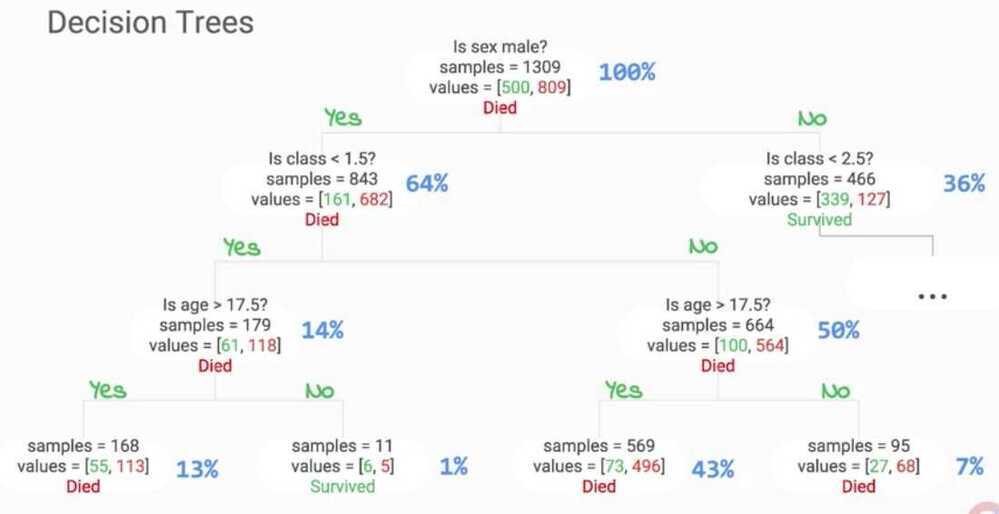 Decision Trees
Is sex male?
samples = 1309
values = [500, 809]
Died
100%
Yes
No
Is class < 1.5?
samples = 843
values = [161, 682]
Died
64%
Is class < 2.5?
samples = 466
values = [339, 127]
Survived
36%
Yes
No
...
Is age > 17.5?
samples = 179
values = [61, 118]
Died
14%
Is age > 17.5?
samples = 664
values = [100, 564]
Died
50%
Yes
No
Yes
No
samples = 168
values = [55, 113]
Died
13%
samples = 11
values = [6, 5]
Survived
1%
samples = 569
values = [73, 496]
Died
43%
samples = 95
values = [27, 68]
Died
7%